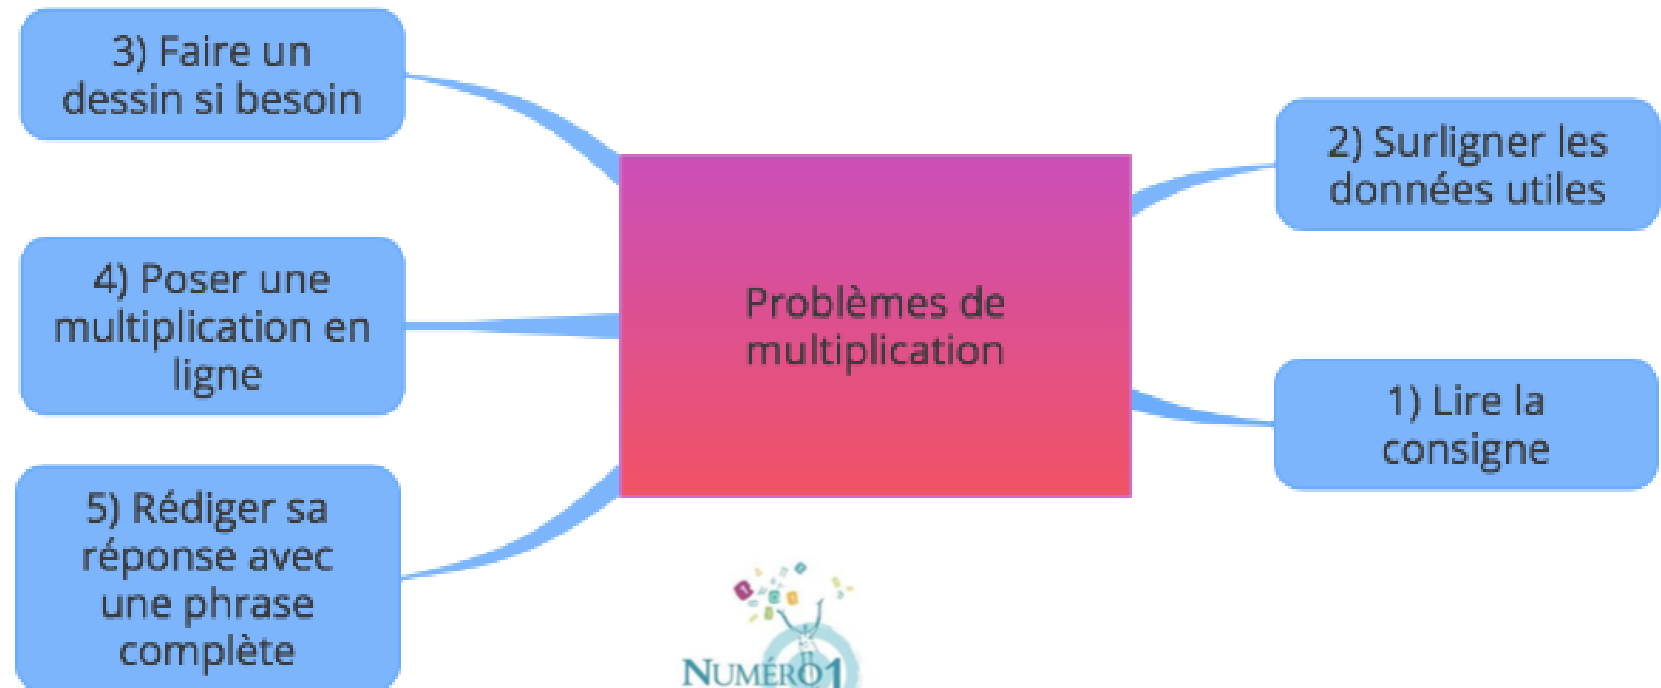 3) Faire un
dessin si besoin
2) Surligner les
données utiles
4) Poser une
multiplication en
ligne
Problèmes de
multiplication
1) Lire la
consigne
5) Rédiger sa
réponse avec
une phrase
complète
NUMÉRO1